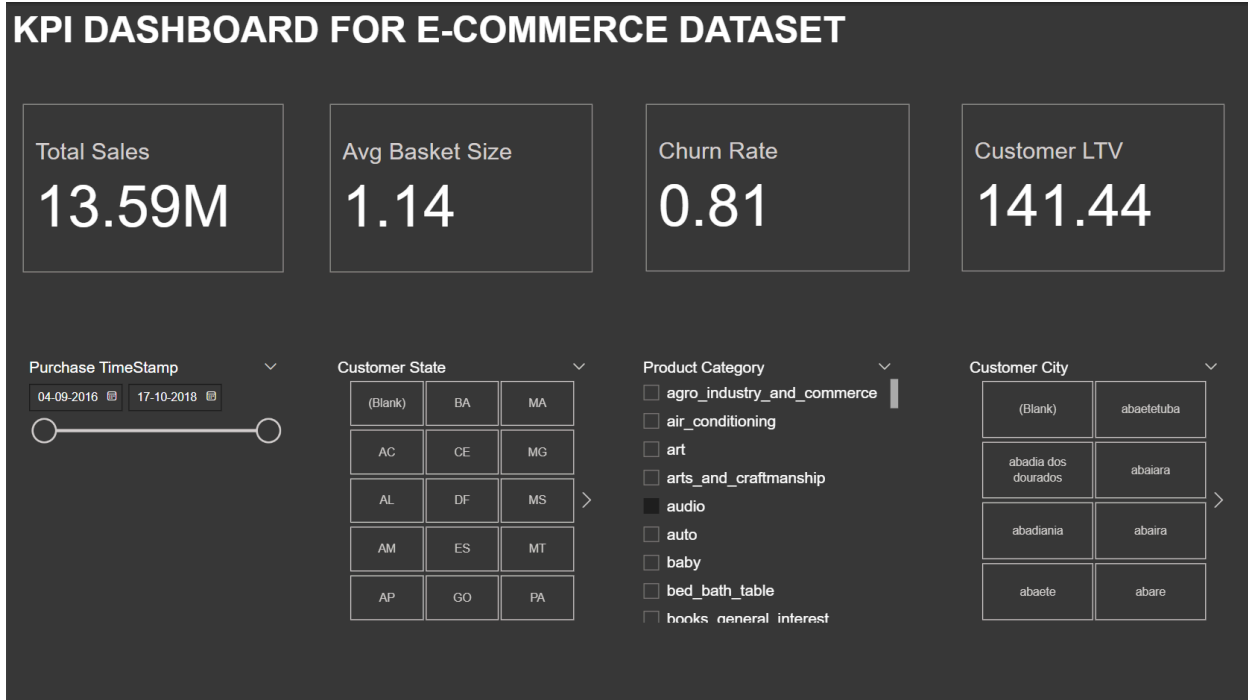 KPI DASHBOARD FOR E-COMMERCE DATASET
Total Sales
13.59M
Avg Basket Size
1.14
Churn Rate
0.81
Customer LTV
141.44
Purchase TimeStamp
04-09-2016
17-10-2018
Customer State
(Blank)
BA
MA
AC
CE
MG
AL
DF
MS
AM
ES
MT
AP
GO
PA
Product Category
agro_industry_and_commerce
air_conditioning
art
arts_and_craftmanship
audio
auto
baby
bed_bath_table
books_general_interest
Customer City
(Blank)
abaetetuba
abadia dos
dourados
abaiara
abadiania
abaira
abaete
abare